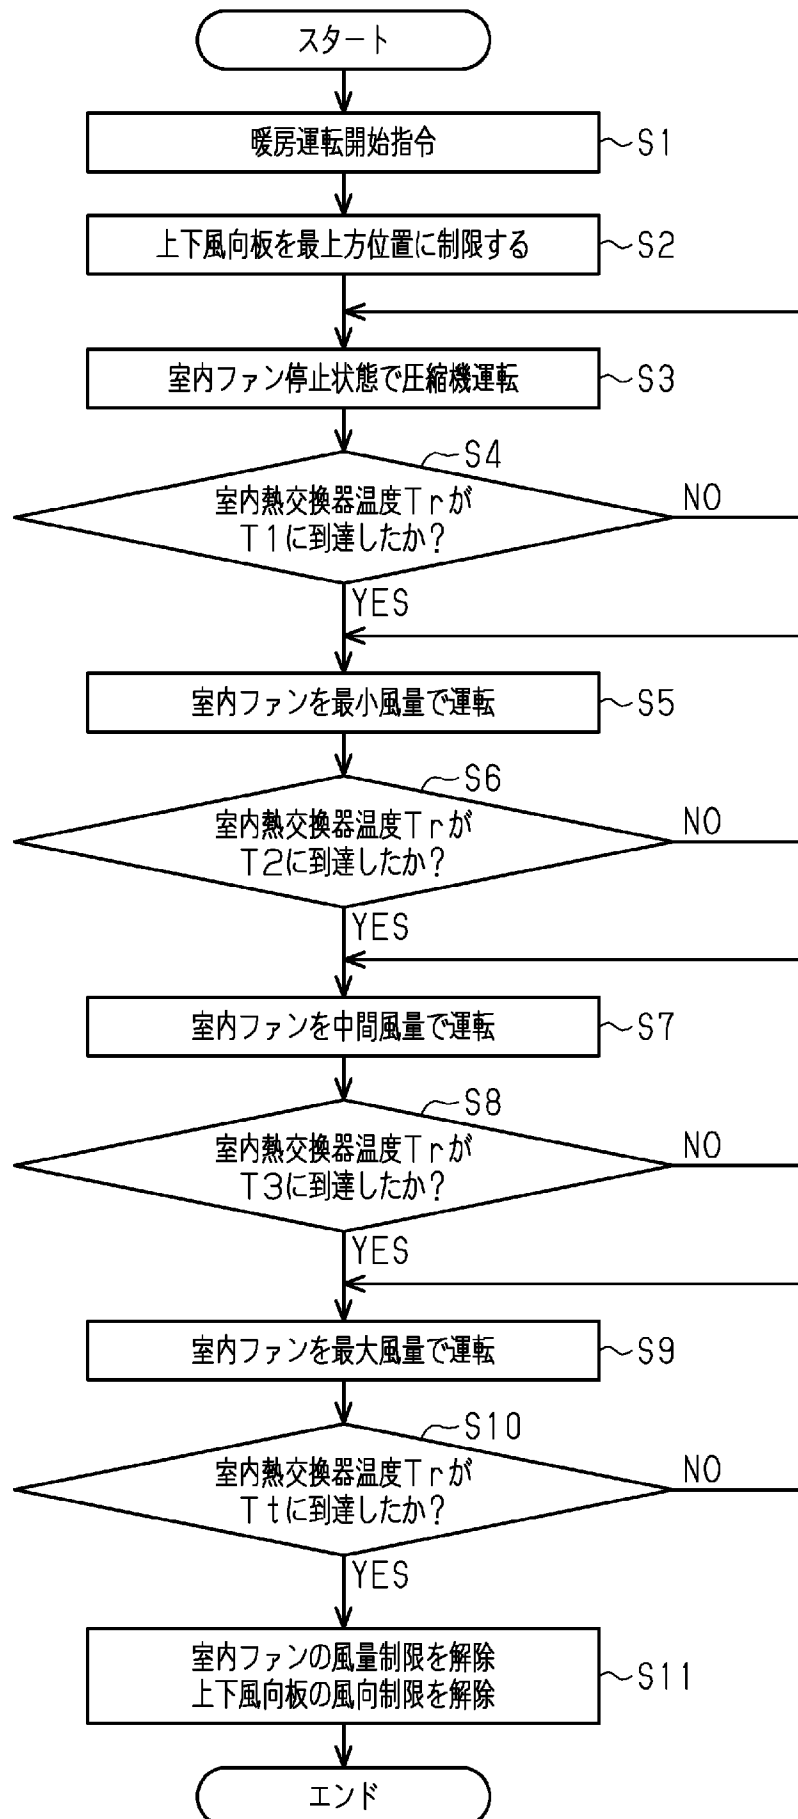 スタート
暖房運転開始指令
S1
上下風向板を最上方位置に制限する
S2
室内ファン停止状態で圧縮機運転
S3
S4
室内熱交換器温度Ｔｒが
Ｔ１に到達したか？
NO
YES
室内ファンを最小風量で運転
S5
S6
室内熱交換器温度Ｔｒが
Ｔ２に到達したか？
NO
YES
室内ファンを中間風量で運転
S7
S8
室内熱交換器温度Ｔｒが
Ｔ３に到達したか？
NO
YES
室内ファンを最大風量で運転
S9
S10
室内熱交換器温度Ｔｒが
Ｔｔに到達したか？
NO
YES
室内ファンの風量制限を解除
上下風向板の風向制限を解除
S11
エンド